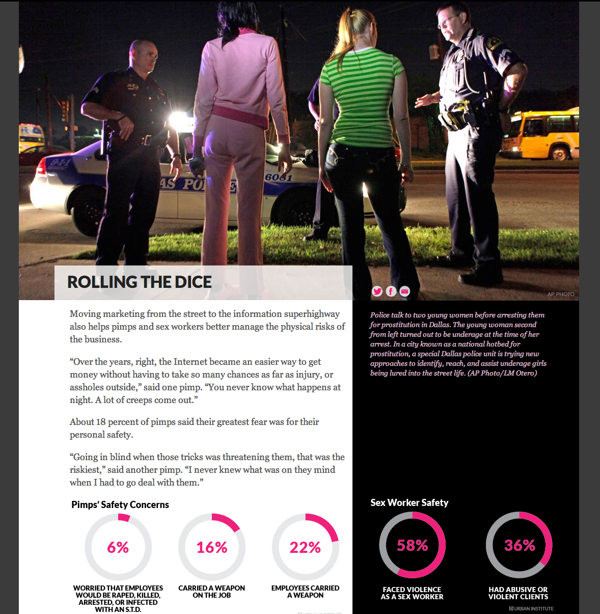 6051
AS POLICE
AP PHOTO
ROLLING THE DICE
Moving marketing from the street to the information superhighway
also helps pimps and sex workers better manage the physical risks of
the business.
“Over the years, right, the Internet became an easier way to get
money without having to take so many chances as far as injury, or
assholes outside,” said one pimp. “You never know what happens at
night. A lot of creeps come out.”
About 18 percent of pimps said their greatest fear was for their
personal safety.
“Going in blind when those tricks was threatening them, that was the
riskiest,” said another pimp. “I never knew what was on they mind
when I had to go deal with them.”
Police talk to two young women before arresting them
for prostitution in Dallas. The young woman second
from left turned out to be underage at the time of her
arrest. In a city known as a national hotbed for
prostitution, a special Dallas police unit is trying new
approaches to identify, reach, and assist underage girls
being lured into the street life. (AP Photo/LM Otero)
Pimps’ Safety Concerns
6%
WORRIED THAT EMPLOYEES
WOULD BE RAPED, KILLED,
ARRESTED, OR INFECTED
WITH AN S.T.D.
16%
CARRIED A WEAPON
ON THE JOB
22%
EMPLOYEES CARRIED
A WEAPON
Sex Worker Safety
58%
FACED VIOLENCE
AS A SEX WORKER
36%
HAD ABUSIVE OR
VIOLENT CLIENTS
URBAN INSTITUTE